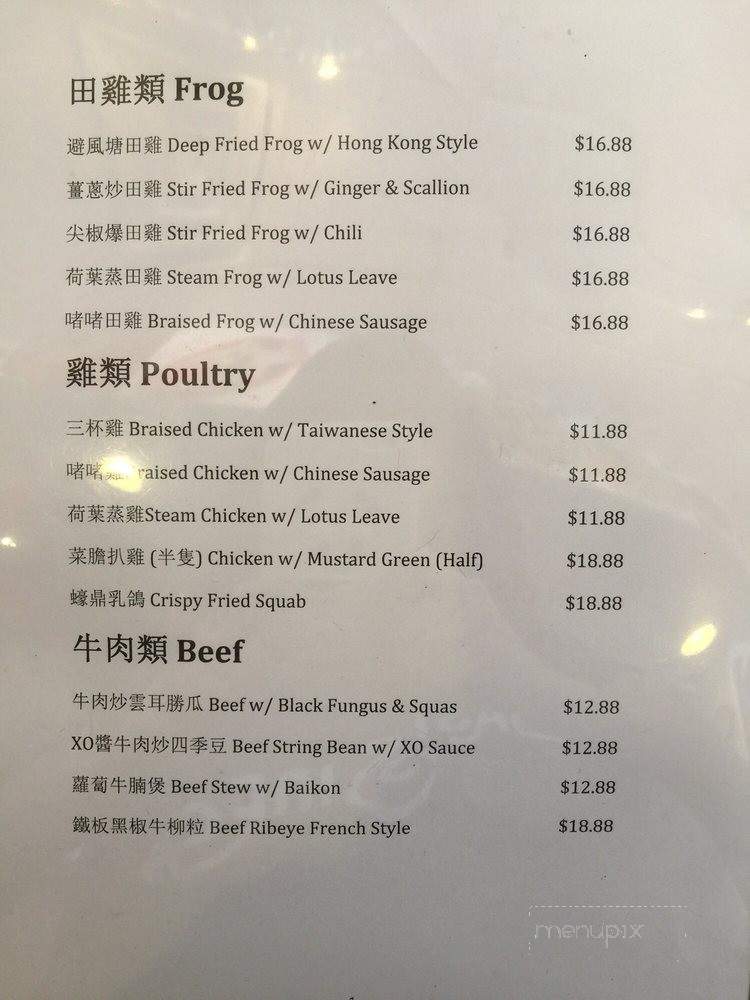 田雞類 Frog
避風塘田雞 Deep Fried Frog w/ Hong Kong Style $16.88
薑蔥炒田雞 Stir Fried Frog w/ Ginger & Scallion $16.88
尖椒爆田雞 Stir Fried Frog w/ Chili $16.88
荷葉蒸田雞 Steam Frog w/ Lotus Leave $16.88
啫啫田雞 Braised Frog w/ Chinese Sausage $16.88
雞類 Poultry
三杯雞 Braised Chicken w/ Taiwanese Style $11.88
啫啫雞 Braised Chicken w/ Chinese Sausage $11.88
荷葉蒸雞Steam Chicken w/ Lotus Leave $11.88
菜膽扒雞 (半隻) Chicken w/ Mustard Green (Half) $18.88
蠔鼎乳鴿 Crispy Fried Squab $18.88
牛肉類 Beef
牛肉炒雲耳勝瓜 Beef w/ Black Fungus & Squas $12.88
XO醬牛肉炒四季豆 Beef String Bean w/ XO Sauce $12.88
蘿蔔牛腩煲 Beef Stew w/ Baikon $12.88
鐵板黑椒牛柳粒 Beef Ribeye French Style $18.88
menupix